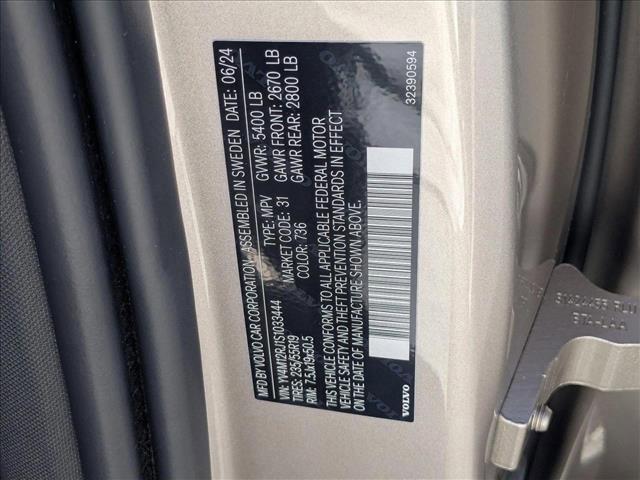 MFD BY VOLVO CAR CORPORATION - ASSEMBLED IN SWEDEN DATE: 06/24
GVWR: 5400 LB
GAWR FRONT: 2670 LB
GAWR REAR: 2800 LB
VIN: YV4M12RJ1S1033444 TYPE: MPV
TIRES: 235/55R19 MARKET CODE: 31
RIM: 7.5Jx19x50.5 COLOR: 736
THIS VEHICLE CONFORMS TO ALL APPLICABLE FEDERAL MOTOR
VEHICLE SAFETY AND THEFT PREVENTION STANDARDS IN EFFECT
ON THE DATE OF MANUFACTURE SHOWN ABOVE.
VOLVO
32390594